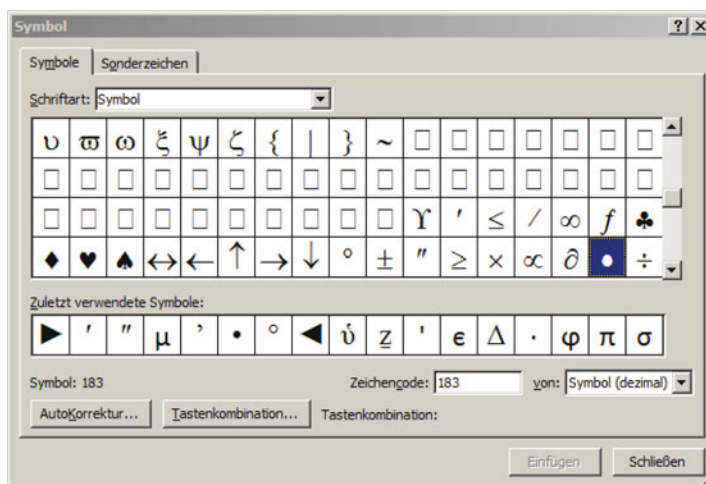 Symbol ? ×
Symbole Sonderzeichen
Schriftart: Symbol
υ ϖ ω ξ ψ ζ { | } ~ □ □ □ □ □ □ □
□ □ □ □ □ □ □ □ □ □ □ □ □ □ □ □ □
□ □ □ □ □ □ □ □ □ □ ϒ ′ ≤ ⁄ ∞ ƒ ♣
♦ ♥ ♠ ↔ ← ↑ → ↓ ° ± ″ ≥ × ∝ ∂ • ÷
Zuletzt verwendete Symbole:
► ′ ″ μ ’ • ° ◄ ὑ̍ z̲ ' ϵ Δ · φ π σ
Symbol: 183 Zeichencode: 183 von: Symbol (dezimal)
AutoKorrektur... Tastenkombination... Tastenkombination:
Einfügen Schließen